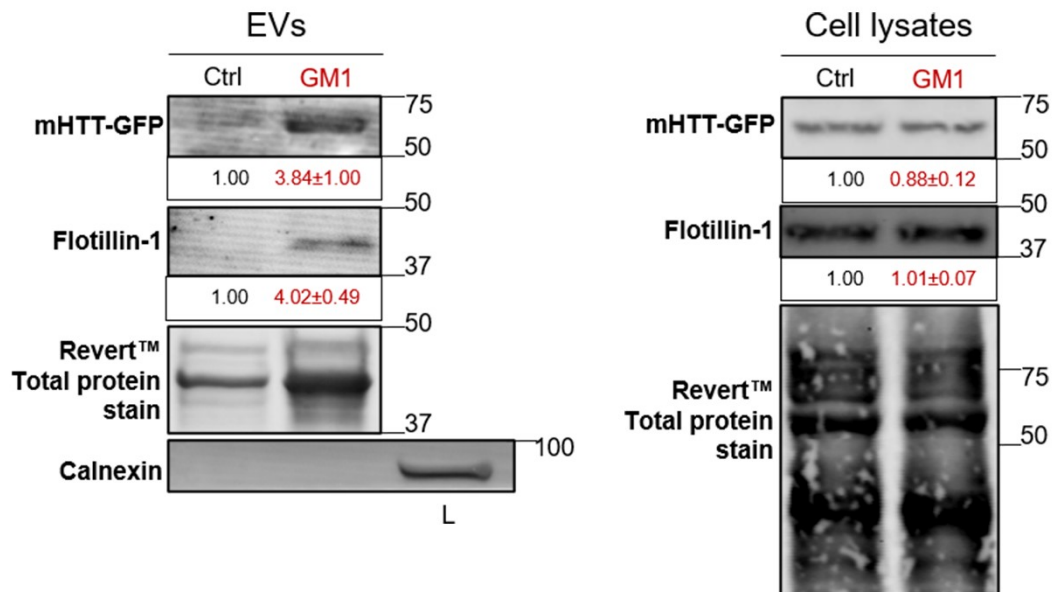 EVs
Ctrl GM1
mHTT-GFP
75
50
1.00 3.84±1.00
50
Flotillin-1
37
1.00 4.02±0.49
50
Revert™
Total protein
stain
37
100
Calnexin
L
Cell lysates
Ctrl GM1
75
mHTT-GFP
50
1.00 0.88±0.12
50
Flotillin-1
37
1.00 1.01±0.07
75
Revert™
Total protein
50
stain